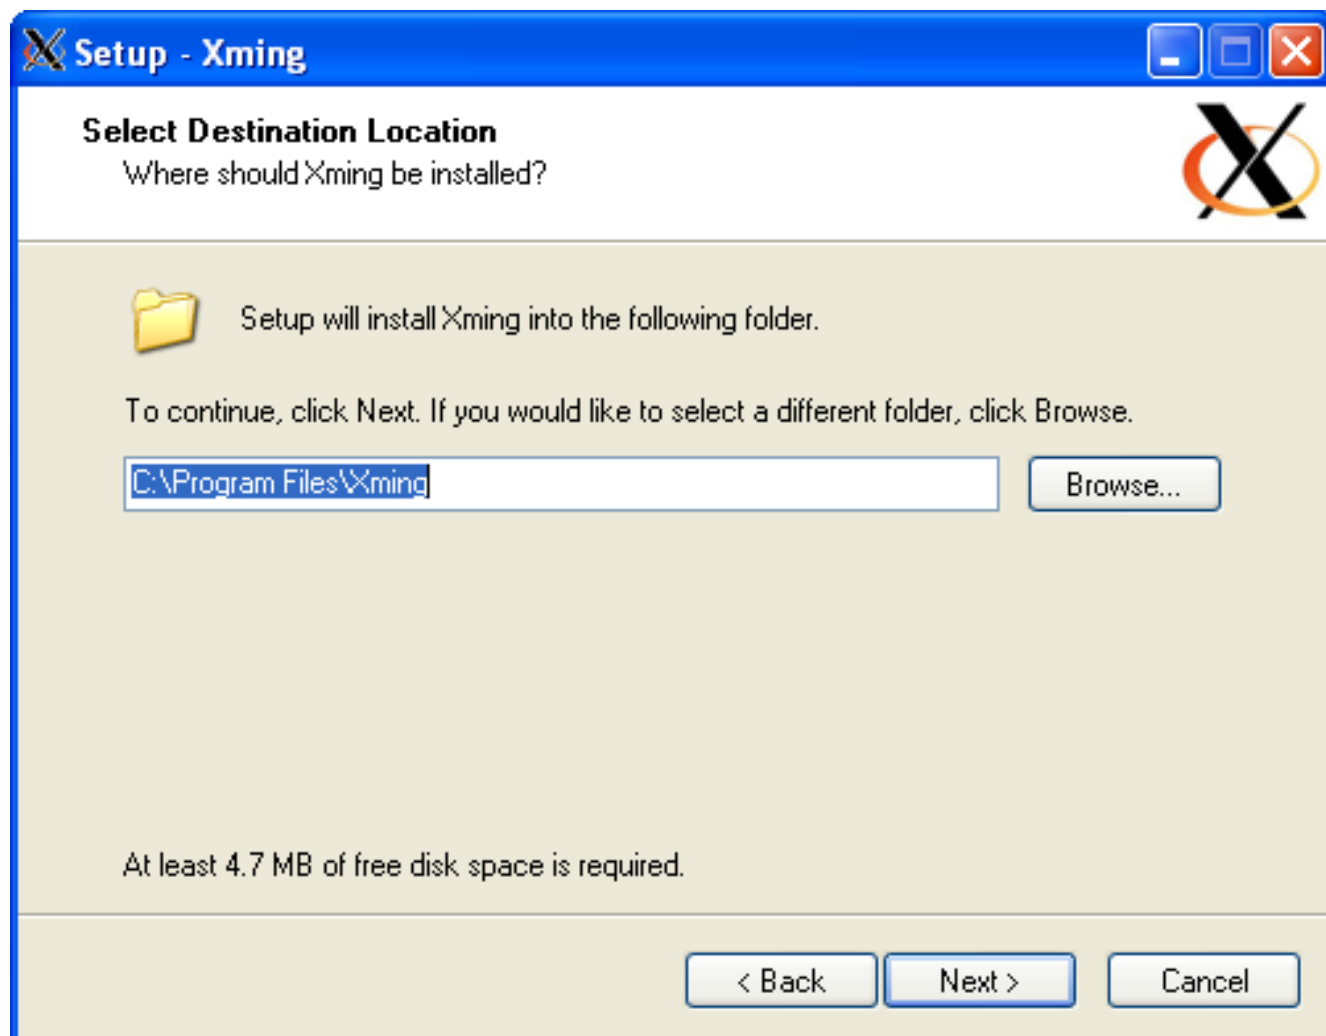 Setup - Xming
Select Destination Location
Where should Xming be installed?
Setup will install Xming into the following folder.
To continue, click Next. If you would like to select a different folder, click Browse.
C:\Program Files\Xming
Browse...
At least 4.7 MB of free disk space is required.
< Back
Next >
Cancel